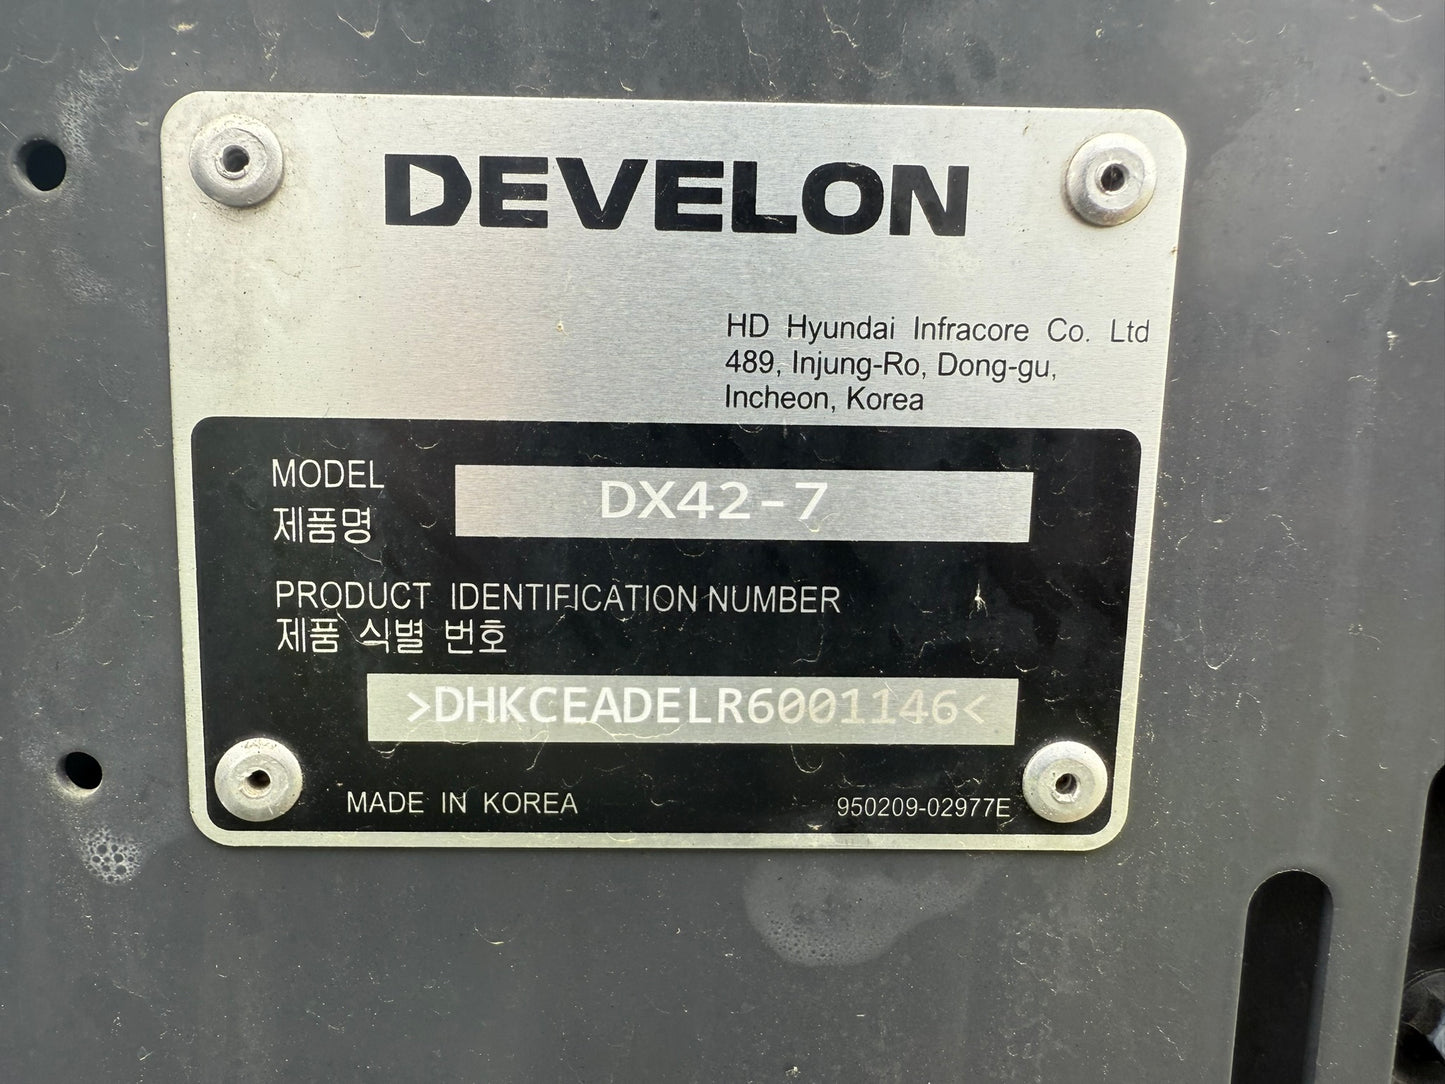 DEVELON
HD Hyundai Infracore Co. Ltd
489, Injung-Ro, Dong-gu,
Incheon, Korea
MODEL
제품명
DX42-7
PRODUCT IDENTIFICATION NUMBER
제품 식별 번호
>DHKCEADELR6001146<
MADE IN KOREA
950209-02977E